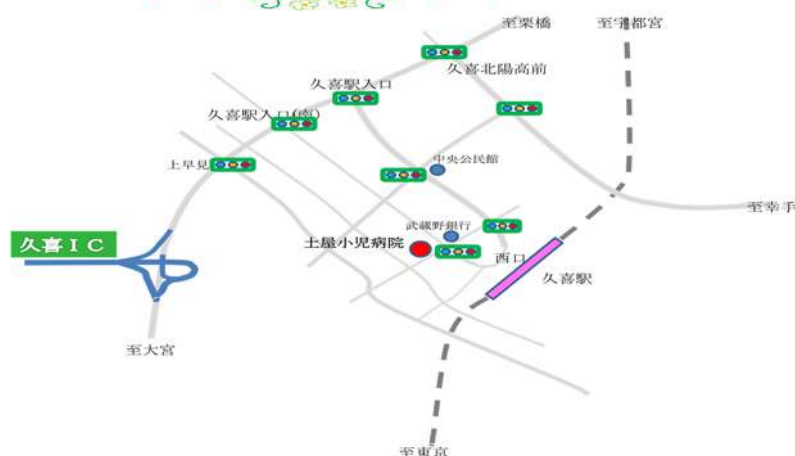 至栗橋
至宇都宮
久喜北陽高前
久喜駅入口
久喜駅入口(南)
上早見
中央公民館
至幸手
武蔵野銀行
土屋小児病院
久喜IC
西口
久喜駅
至大宮
至東京